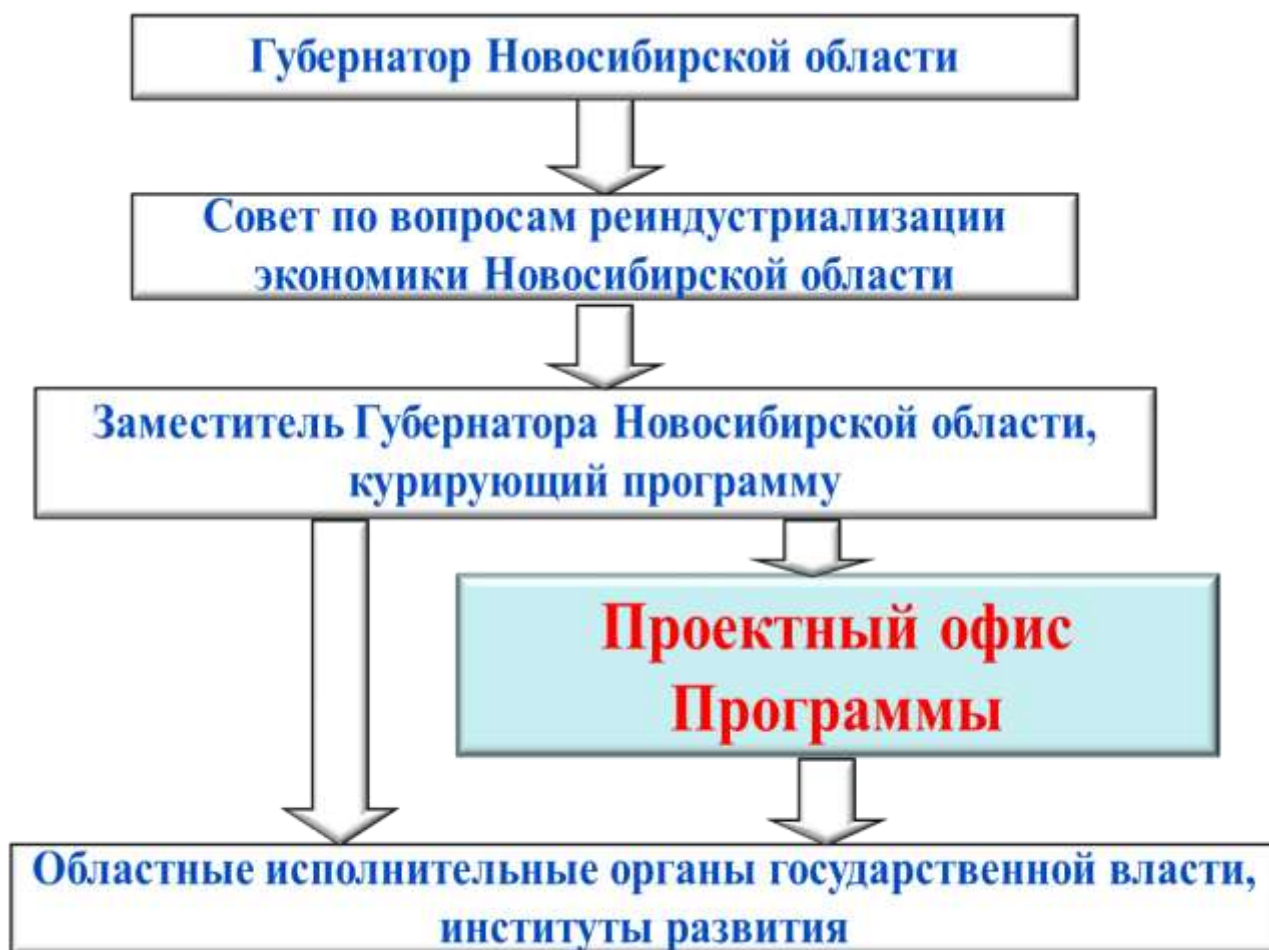 Губернатор Новосибирской области
Совет по вопросам реиндустриализации
экономики Новосибирской области
Заместитель Губернатора Новосибирской области,
курирующий программу
Проектный офис
Программы
Областные исполнительные органы государственной власти,
институты развития